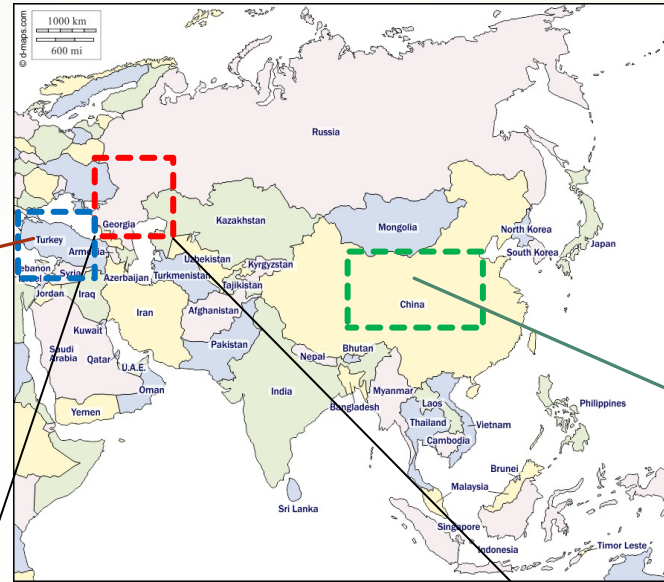 1000 km
600 mi
© d-maps.com
Russia
Kazakhstan
Mongolia
Georgia
Turkey
Armenia
North Korea
South Korea
Japan
Uzbekistan
Kyrgyzstan
Lebanon
Syria
Azerbaijan
Turkmenistan
Tajikistan
Jordan
Iraq
Iran
Afghanistan
China
Kuwait
Pakistan
Nepal
Bhutan
Saudi
Arabia
Qatar
U.A.E.
Oman
India
Myanmar
Bangladesh
Laos
Philippines
Yemen
Thailand
Vietnam
Cambodia
Brunei
Malaysia
Sri Lanka
Singapore
Indonesia
Timor Leste